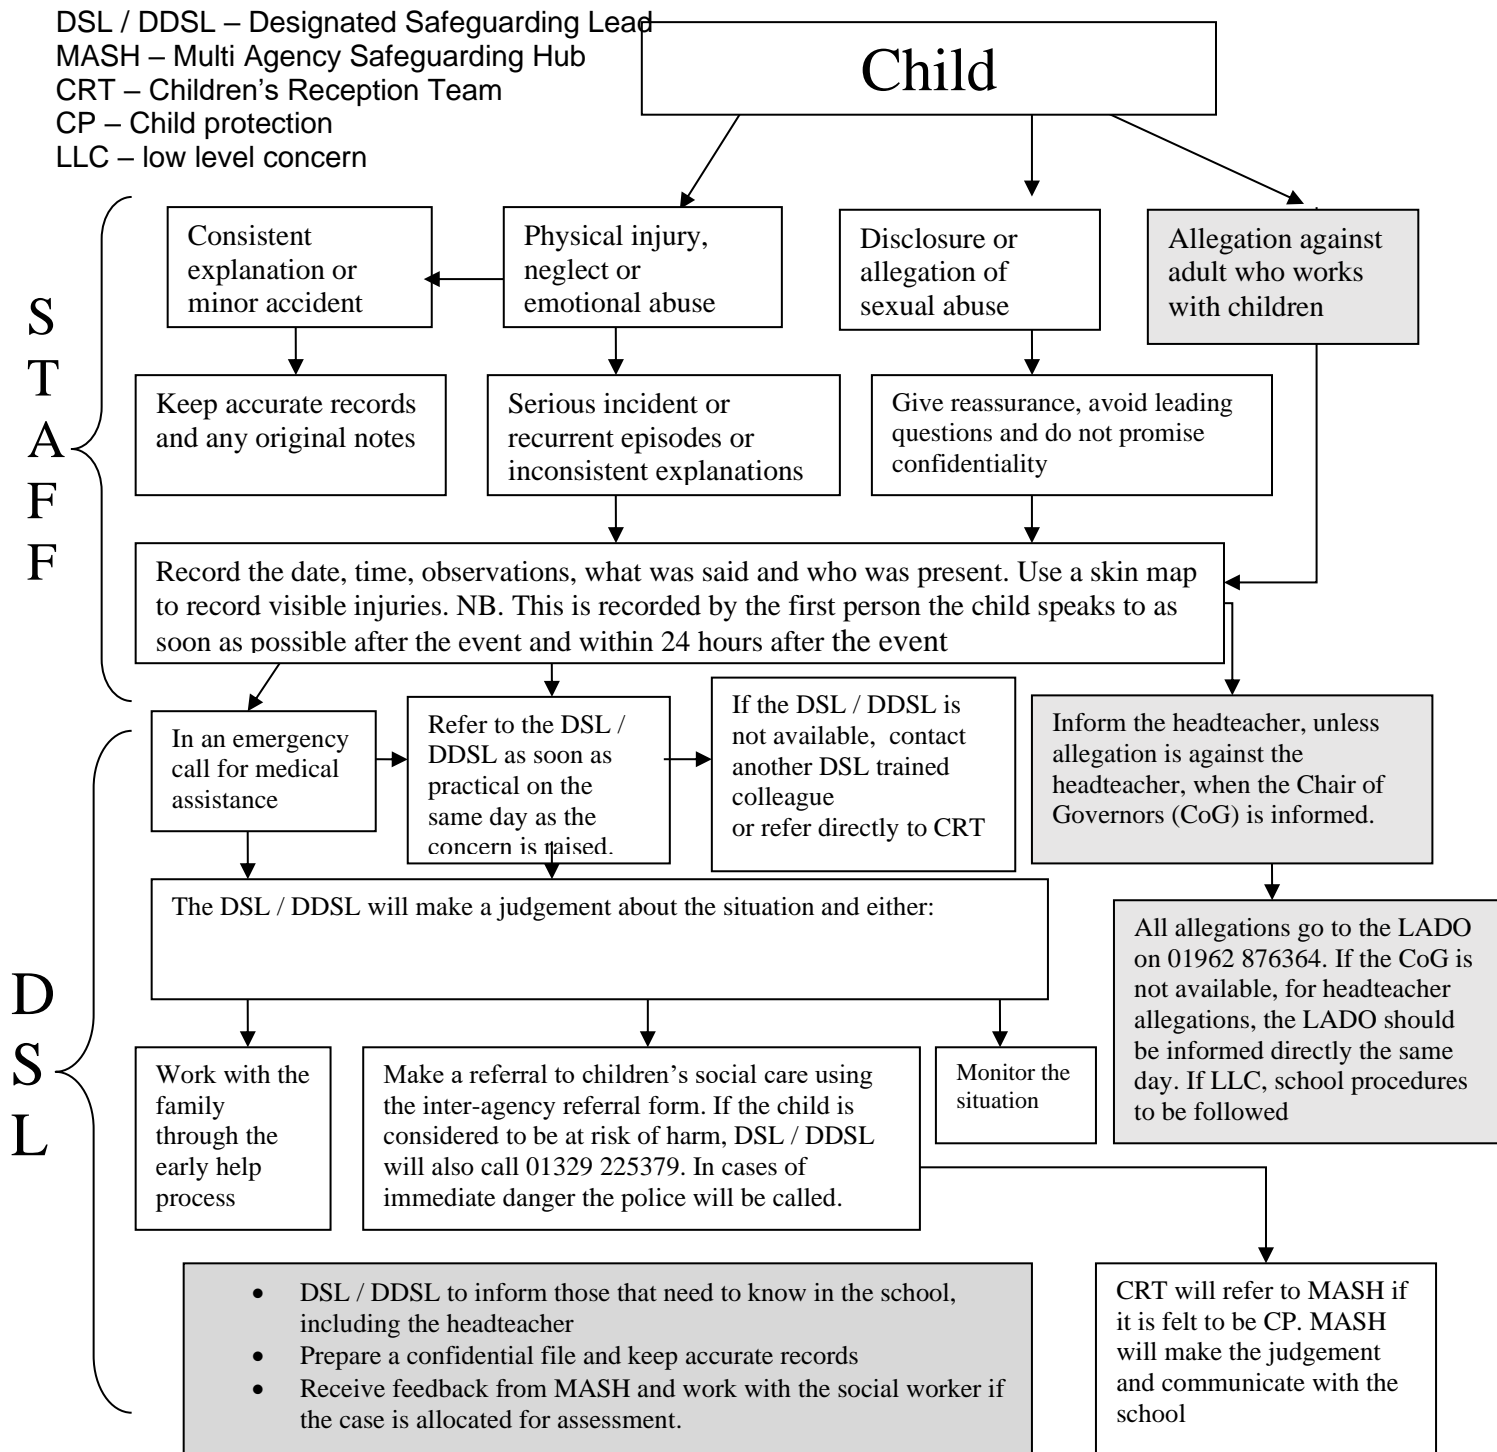 DSL / DDSL – Designated Safeguarding Lead
MASH – Multi Agency Safeguarding Hub
CRT – Children's Reception Team
CP – Child protection
LLC – low level concern
Child
S
T
A
F
F
Consistent
explanation or
minor accident
Physical injury,
neglect or
emotional abuse
Disclosure or
allegation of
sexual abuse
Allegation against
adult who works
with children
Keep accurate records
and any original notes
Serious incident or
recurrent episodes or
inconsistent explanations
Give reassurance, avoid leading
questions and do not promise
confidentiality
Record the date, time, observations, what was said and who was present. Use a skin map
to record visible injuries. NB. This is recorded by the first person the child speaks to as
soon as possible after the event and within 24 hours after the event
D
S
L
In an emergency
call for medical
assistance
Refer to the DSL /
DDSL as soon as
practical on the
same day as the
concern is raised.
If the DSL / DDSL is
not available,  contact
another DSL trained
colleague
or refer directly to CRT
Inform the headteacher, unless
allegation is against the
headteacher, when the Chair of
Governors (CoG) is informed.
The DSL / DDSL will make a judgement about the situation and either:
All allegations go to the LADO
on 01962 876364. If the CoG is
not available, for headteacher
allegations, the LADO should
be informed directly the same
day. If LLC, school procedures
to be followed
Work with the
family
through the
early help
process
Make a referral to children's social care using
the inter-agency referral form. If the child is
considered to be at risk of harm, DSL / DDSL
will also call 01329 225379. In cases of
immediate danger the police will be called.
Monitor the
situation
• DSL / DDSL to inform those that need to know in the school,
including the headteacher
• Prepare a confidential file and keep accurate records
• Receive feedback from MASH and work with the social worker if
the case is allocated for assessment.
CRT will refer to MASH if
it is felt to be CP. MASH
will make the judgement
and communicate with the
school